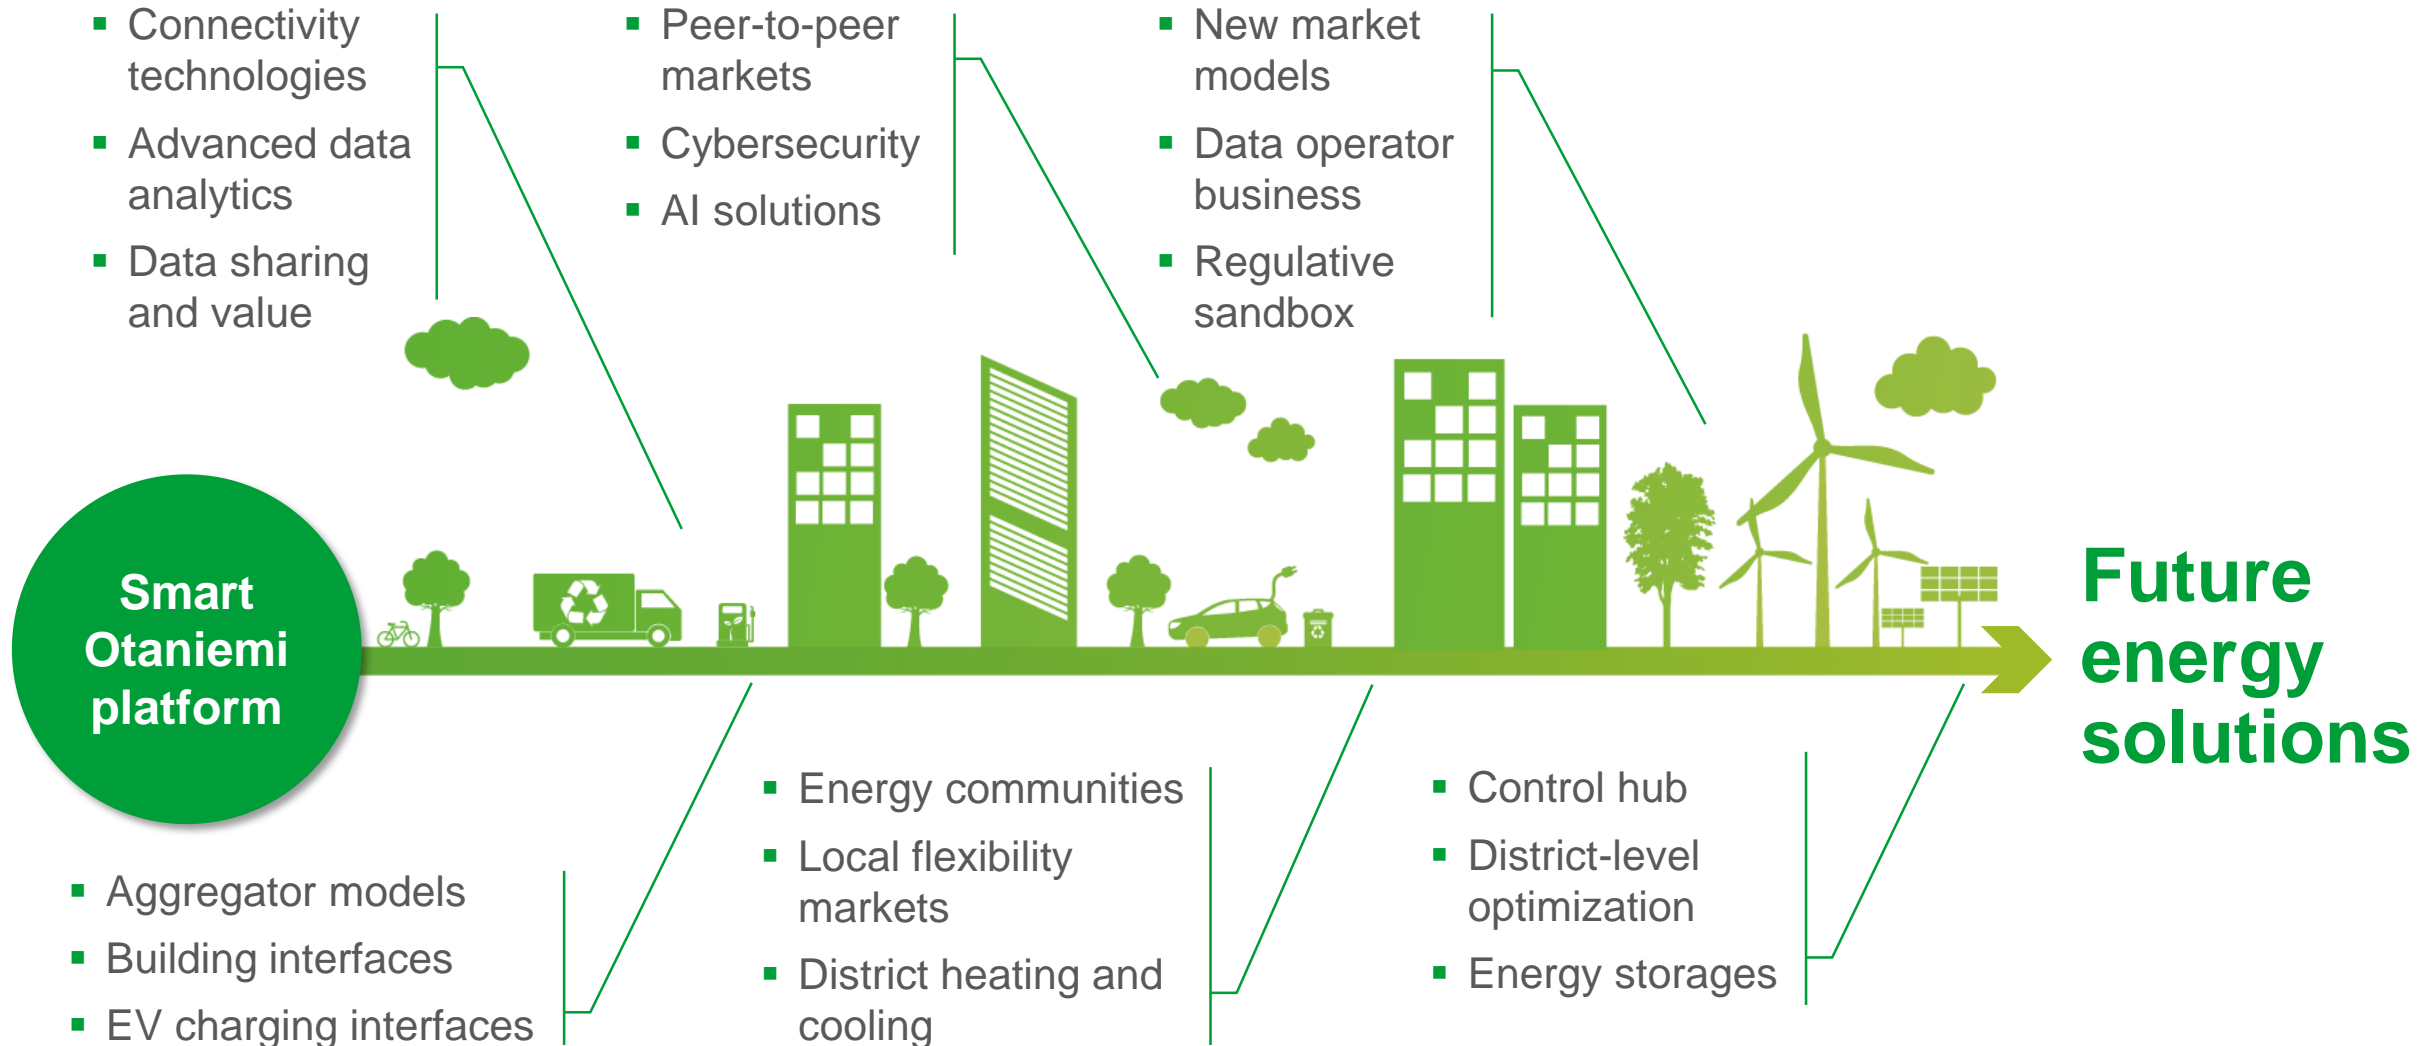 Connectivity
technologies
Advanced data
analytics
Data sharing
and value
Peer-to-peer
markets
Cybersecurity
AI solutions
New market
models
Data operator
business
Regulative
sandbox
Smart
Otaniemi
platform
Future
energy
solutions
Aggregator models
Building interfaces
EV charging interfaces
Energy communities
Local flexibility
markets
District heating and
cooling
Control hub
District-level
optimization
Energy storages